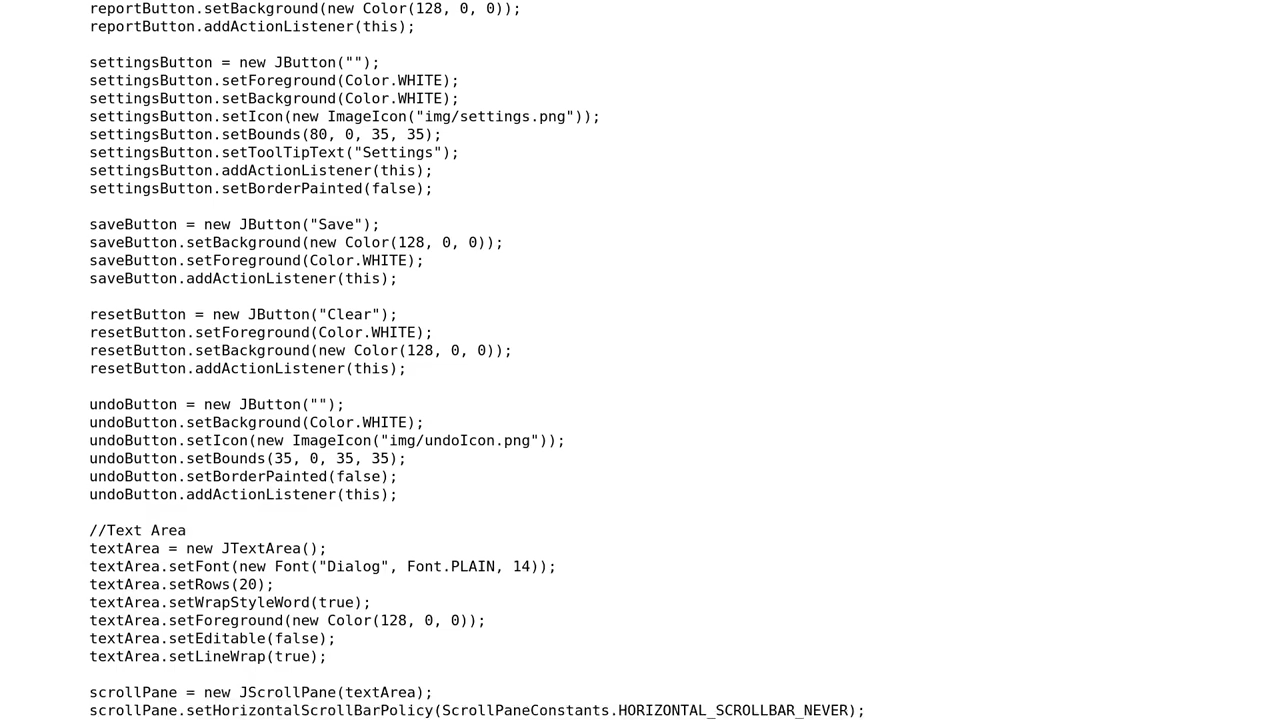 reportButton.setBackground(new Color(128, 0, 0));
reportButton.addActionListener(this);
settingsButton = new JButton("");
settingsButton.setForeground(Color.WHITE);
settingsButton.setBackground(Color.WHITE);
settingsButton.setIcon(new ImageIcon("img/settings.png"));
settingsButton.setBounds(80, 0, 35, 35);
settingsButton.setToolTipText("Settings");
settingsButton.addActionListener(this);
settingsButton.setBorderPainted(false);
saveButton = new JButton("Save");
saveButton.setBackground(new Color(128, 0, 0));
saveButton.setForeground(Color.WHITE);
saveButton.addActionListener(this);
resetButton = new JButton("Clear");
resetButton.setForeground(Color.WHITE);
resetButton.setBackground(new Color(128, 0, 0));
resetButton.addActionListener(this);
undoButton = new JButton("");
undoButton.setBackground(Color.WHITE);
undoButton.setIcon(new ImageIcon("img/undoIcon.png"));
undoButton.setBounds(35, 0, 35, 35);
undoButton.setBorderPainted(false);
undoButton.addActionListener(this);
//Text Area
textArea = new JTextArea();
textArea.setFont(new Font("Dialog", Font.PLAIN, 14));
textArea.setRows(20);
textArea.setWrapStyleWord(true);
textArea.setForeground(new Color(128, 0, 0));
textArea.setEditable(false);
textArea.setLineWrap(true);
scrollPane = new JScrollPane(textArea);
scrollPane.setHorizontalScrollBarPolicy(ScrollPaneConstants.HORIZONTAL_SCROLLBAR_NEVER);